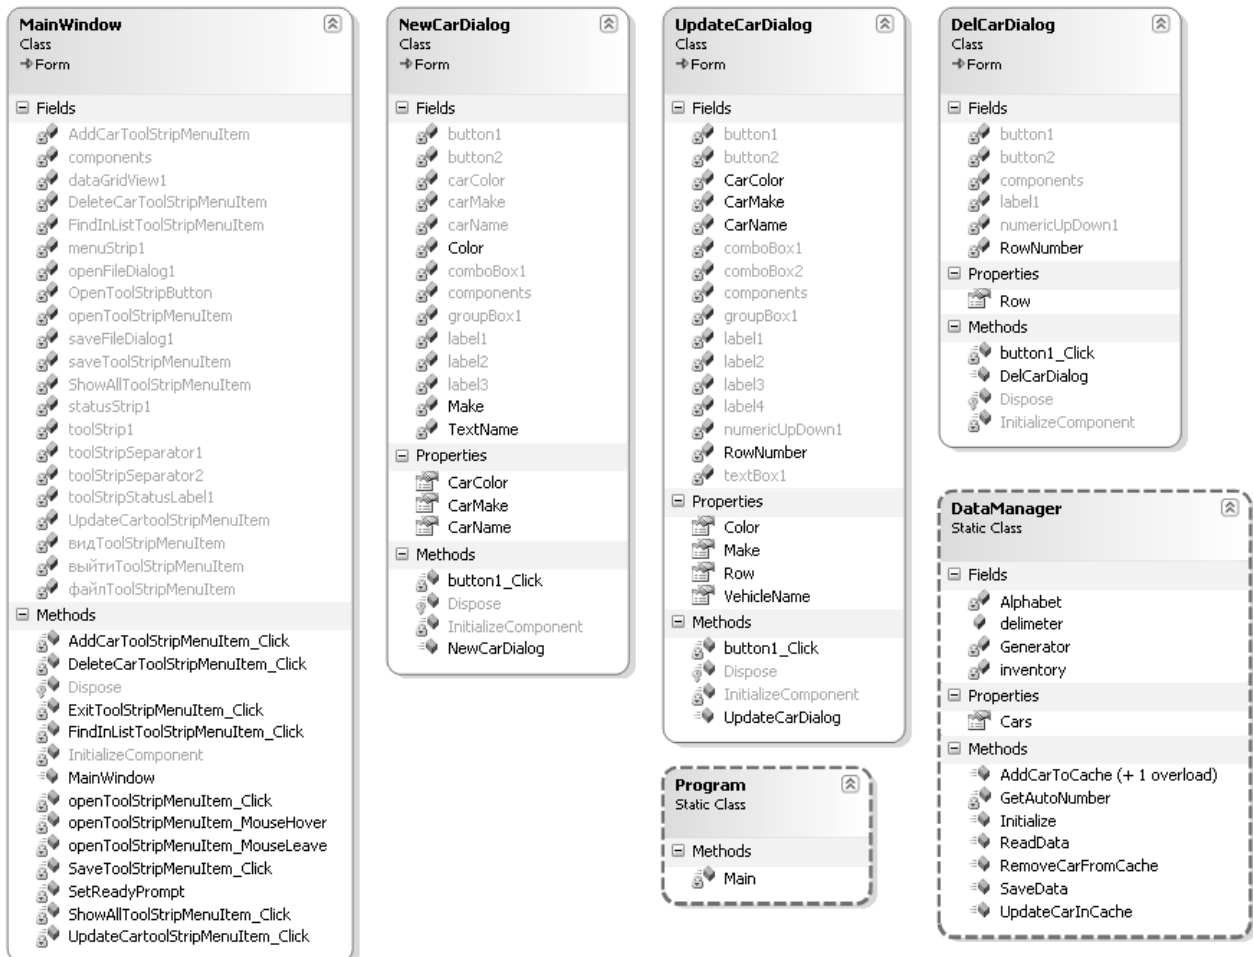 MainWindow
Class
Form
Fields
AddCarToolStripMenuItem
components
dataGridView1
DeleteCarToolStripMenuItem
FindInListToolStripMenuItem
menuStrip1
openFileDialog1
OpenToolStripButton
openToolStripMenuItem
saveFileDialog1
saveToolStripMenuItem
ShowAllToolStripMenuItem
statusStrip1
toolStrip1
toolStripSeparator1
toolStripSeparator2
toolStripStatusLabel1
UpdateCartoolStripMenuItem
видToolStripMenuItem
выйтиToolStripMenuItem
файлToolStripMenuItem
Methods
AddCarToolStripMenuItem_Click
DeleteCarToolStripMenuItem_Click
Dispose
ExitToolStripMenuItem_Click
FindInListToolStripMenuItem_Click
InitializeComponent
MainWindow
openToolStripMenuItem_Click
openToolStripMenuItem_MouseHover
openToolStripMenuItem_MouseLeave
SaveToolStripMenuItem_Click
SetReadyPrompt
ShowAllToolStripMenuItem_Click
UpdateCartoolStripMenuItem_Click
NewCarDialog
Class
Form
Fields
button1
button2
carColor
carMake
carName
Color
comboBox1
components
groupBox1
label1
label2
label3
Make
TextName
Properties
CarColor
CarMake
CarName
Methods
button1_Click
Dispose
InitializeComponent
NewCarDialog
UpdateCarDialog
Class
Form
Fields
button1
button2
CarColor
CarMake
CarName
comboBox1
comboBox2
components
groupBox1
label1
label2
label3
label4
numericUpDown1
RowNumber
textBox1
Properties
Color
Make
Row
VehicleName
Methods
button1_Click
Dispose
InitializeComponent
UpdateCarDialog
Program
Static Class
Methods
Main
DelCarDialog
Class
Form
Fields
button1
button2
components
label1
numericUpDown1
RowNumber
Properties
Row
Methods
button1_Click
DelCarDialog
Dispose
InitializeComponent
DataManager
Static Class
Fields
Alphabet
delimeter
Generator
inventory
Properties
Cars
Methods
AddCarToCache (+ 1 overload)
GetAutoNumber
Initialize
ReadData
RemoveCarFromCache
SaveData
UpdateCarInCache